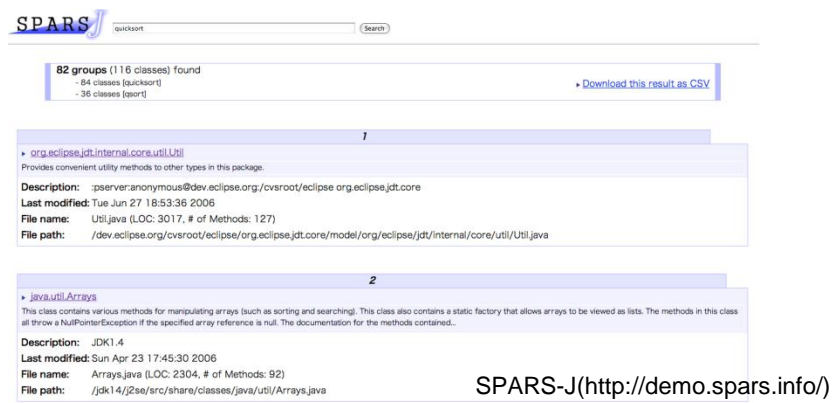 SPARS J
quicksort
Search
82 groups (116 classes) found
- 84 classes [quicksort]
- 36 classes [qsort]
Download this result as CSV
1
org.eclipse.jdt.internal.core.util.Util
Provides convenient utility methods to other types in this package.
Description: :pserver:anonymous@dev.eclipse.org:/cvsroot/eclipse org.eclipse.jdt.core
Last modified: Tue Jun 27 18:53:36 2006
File name: Util.java (LOC: 3017, # of Methods: 127)
File path: /dev.eclipse.org/cvsroot/eclipse/org.eclipse.jdt.core/model/org/eclipse/jdt/internal/core/util/Util.java
2
java.util.Arrays
This class contains various methods for manipulating arrays (such as sorting and searching). This class also contains a static factory that allows arrays to be viewed as lists. The methods in this class
all throw a NullPointerException if the specified array reference is null. The documentation for the methods contained...
Description: JDK1.4
Last modified: Sun Apr 23 17:45:30 2006
File name: Arrays.java (LOC: 2304, # of Methods: 92)
File path: /jdk14/j2se/src/share/classes/java/util/Arrays.java
SPARS-J(http://demo.spars.info/)